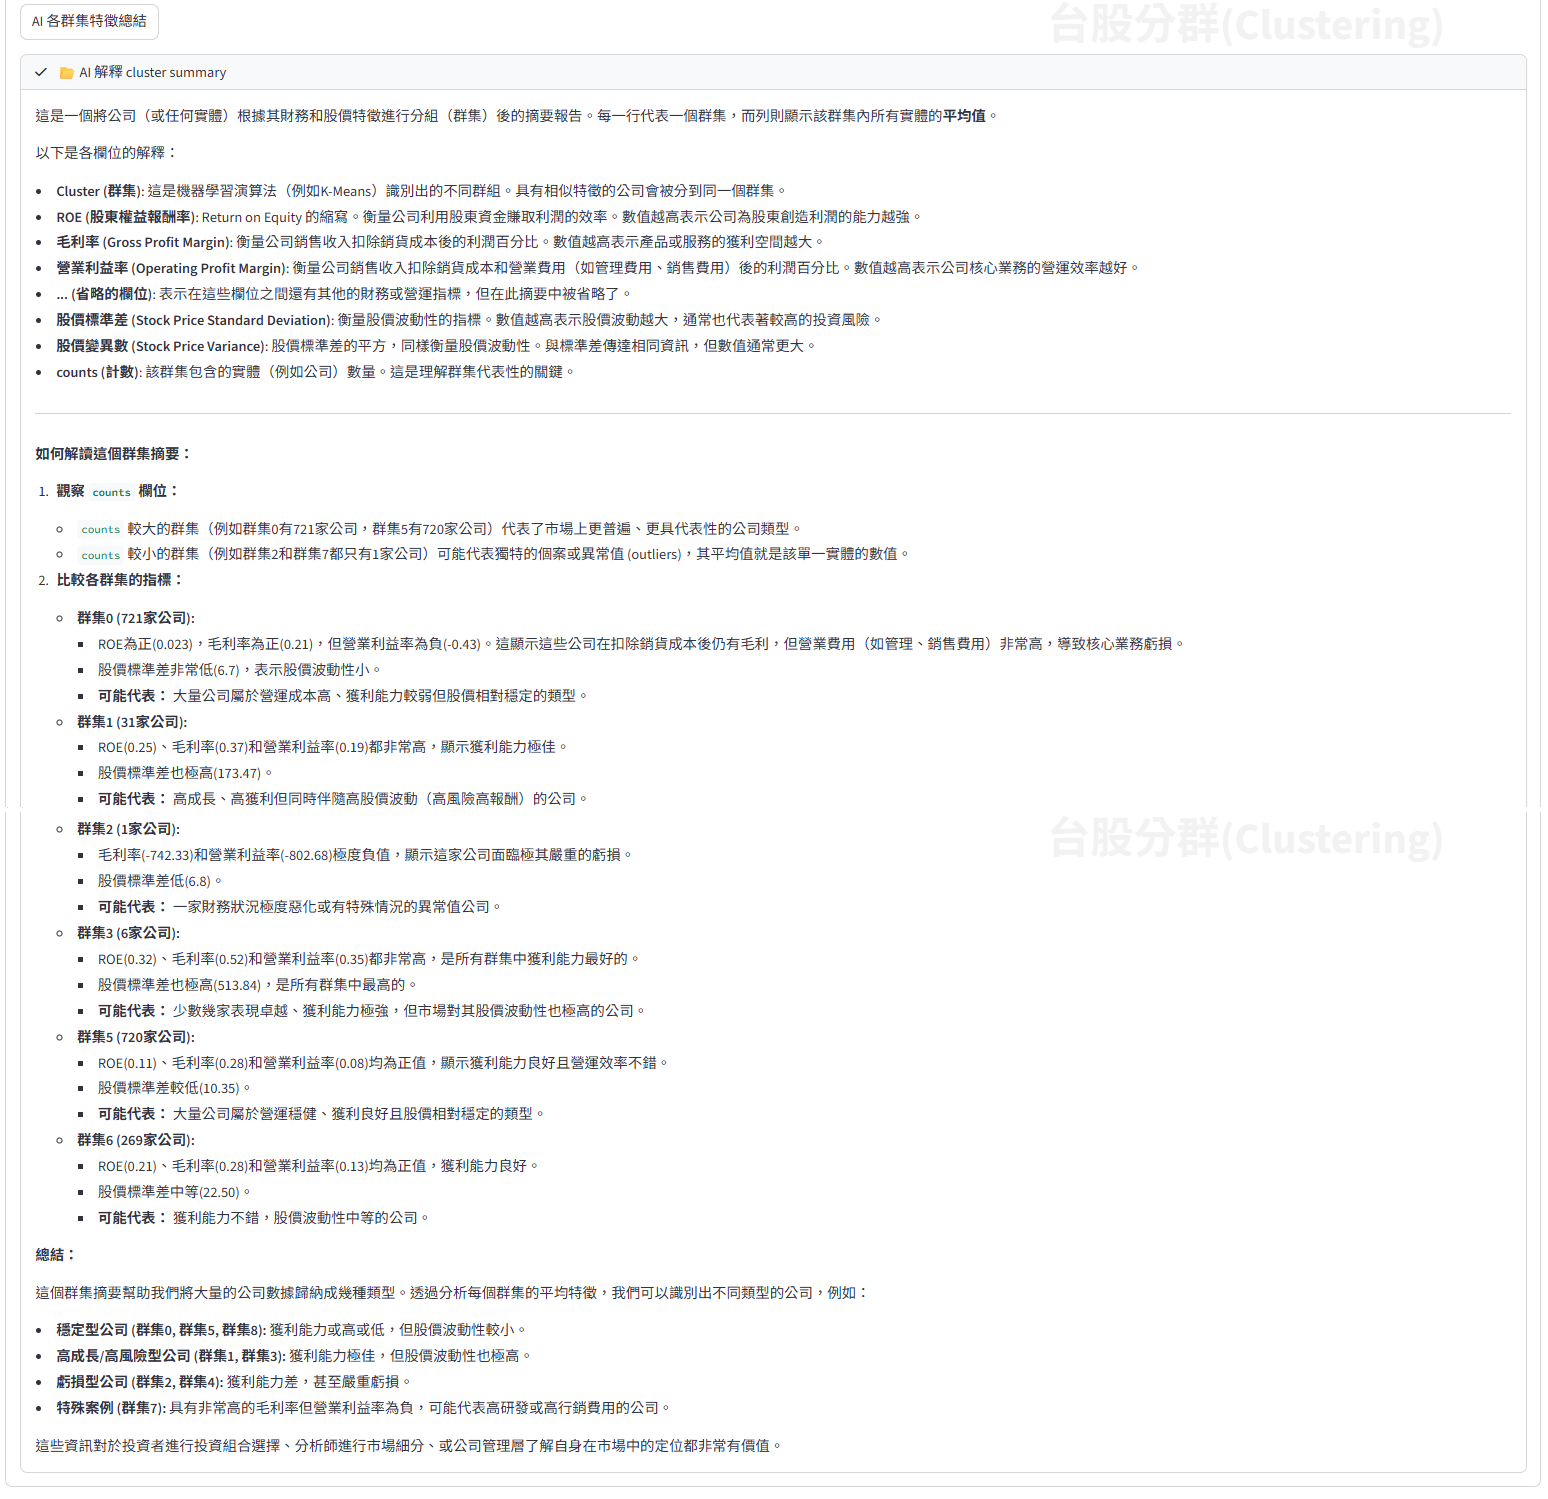 AI 各群集特徵總結
台股分群(Clustering)
AI 解釋 cluster summary
這是一個將公司（或任何實體）根據其財務和股價特徵進行分組（群集）後的摘要報告。每一行代表一個群集，而列則顯示該群集內所有實體的平均值。
以下是各欄位的解釋：
Cluster (群集): 這是機器學習演算法（例如K-Means）識別出的不同群組。具有相似特徵的公司會被分到同一個群集。
ROE (股東權益報酬率): Return on Equity 的縮寫。衡量公司利用股東資金賺取利潤的效率。數值越高表示公司為股東創造利潤的能力越強。
毛利率 (Gross Profit Margin): 衡量公司銷售收入扣除銷貨成本後的利潤百分比。數值越高表示產品或服務的獲利空間越大。
營業利益率 (Operating Profit Margin): 衡量公司銷售收入扣除銷貨成本和營業費用（如管理費用、銷售費用）後的利潤百分比。數值越高表示公司核心業務的營運效率越好。
... (省略的欄位): 表示在這些欄位之間還有其他的財務或營運指標，但在此摘要中被省略了。
股價標準差 (Stock Price Standard Deviation): 衡量股價波動性的指標。數值越高表示股價波動越大，通常也代表著較高的投資風險。
股價變異數 (Stock Price Variance): 股價標準差的平方，同樣衡量股價波動性。與標準差傳達相同資訊，但數值通常更大。
counts (計數): 該群集包含的實體（例如公司）數量。這是理解群集代表性的關鍵。
如何解讀這個群集摘要：
1. 觀察 counts 欄位：
counts 較大的群集（例如群集0有721家公司，群集5有720家公司）代表了市場上更普遍、更具代表性的公司類型。
counts 較小的群集（例如群集2和群集7都只有1家公司）可能代表獨特的個案或異常值 (outliers)，其平均值就是該單一實體的數值。
2. 比較各群集的指標：
群集0 (721家公司):
ROE為正(0.023)，毛利率為正(0.21)，但營業利益率為負(-0.43)。這顯示這些公司在扣除銷貨成本後仍有毛利，但營業費用（如管理、銷售費用）非常高，導致核心業務虧損。
股價標準差非常低(6.7)，表示股價波動性小。
可能代表： 大量公司屬於營運成本高、獲利能力較弱但股價相對穩定的類型。
群集1 (31家公司):
ROE(0.25)、毛利率(0.37)和營業利益率(0.19)都非常高，顯示獲利能力極佳。
股價標準差也極高(173.47)。
可能代表： 高成長、高獲利但同時伴隨高股價波動（高風險高報酬）的公司。
群集2 (1家公司):
台股分群(Clustering)
毛利率(-742.33)和營業利益率(-802.68)極度負值，顯示這家公司面臨極其嚴重的虧損。
股價標準差低(6.8)。
可能代表： 一家財務狀況極度惡化或有特殊情況的異常值公司。
群集3 (6家公司):
ROE(0.32)、毛利率(0.52)和營業利益率(0.35)都非常高，是所有群集中獲利能力最好的。
股價標準差也極高(513.84)，是所有群集中最高的。
可能代表： 少數幾家表現卓越、獲利能力極強，但市場對其股價波動性也極高的公司。
群集5 (720家公司):
ROE(0.11)、毛利率(0.28)和營業利益率(0.08)均為正值，顯示獲利能力良好且營運效率不錯。
股價標準差較低(10.35)。
可能代表： 大量公司屬於營運穩健、獲利良好且股價相對穩定的類型。
群集6 (269家公司):
ROE(0.21)、毛利率(0.28)和營業利益率(0.13)均為正值，獲利能力良好。
股價標準差中等(22.50)。
可能代表： 獲利能力不錯，股價波動性中等的公司。
總結：
這個群集摘要幫助我們將大量的公司數據歸納成幾種類型。透過分析每個群集的平均特徵，我們可以識別出不同類型的公司，例如：
穩定型公司 (群集0, 群集5, 群集8): 獲利能力或高或低，但股價波動性較小。
高成長/高風險型公司 (群集1, 群集3): 獲利能力極佳，但股價波動性也極高。
虧損型公司 (群集2, 群集4): 獲利能力差，甚至嚴重虧損。
特殊案例 (群集7): 具有非常高的毛利率但營業利益率為負，可能代表高研發或高行銷費用的公司。
這些資訊對於投資者進行投資組合選擇、分析師進行市場細分、或公司管理層了解自身在市場中的定位都非常有價值。